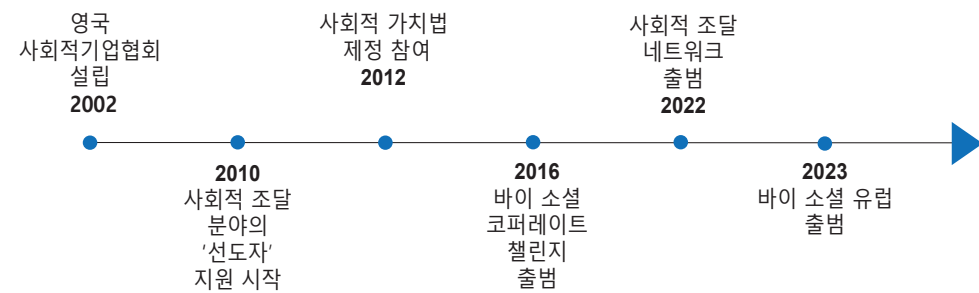 영국
사회적기업협회
설립
2002
2010
사회적 조달
분야의
‘선도자’
지원 시작
사회적 가치법
제정 참여
2012
2016
바이 소셜
코퍼레이트
챌린지
출범
사회적 조달
네트워크
출범
2022
2023
바이 소셜 유럽
출범